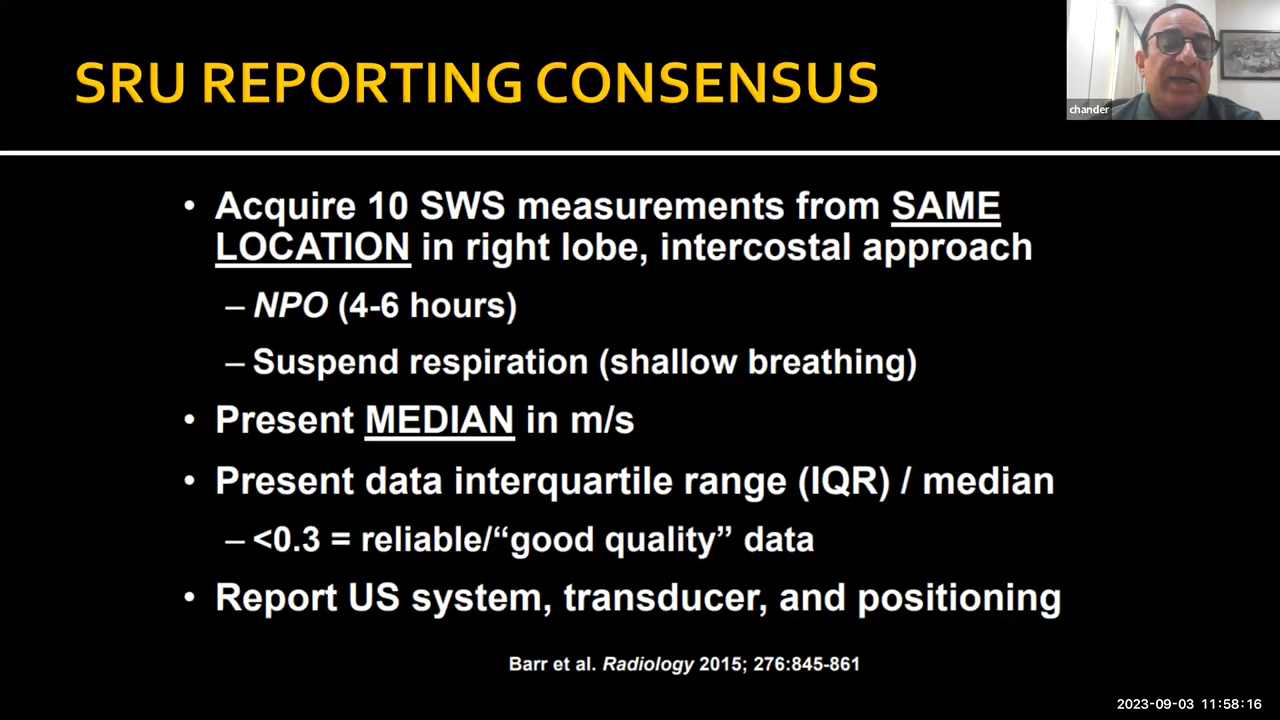 SRU REPORTING CONSENSUS
chander
• Acquire 10 SWS measurements from SAME
LOCATION in right lobe, intercostal approach
– NPO (4-6 hours)
– Suspend respiration (shallow breathing)
• Present MEDIAN in m/s
• Present data interquartile range (IQR) / median
– <0.3 = reliable/“good quality” data
• Report US system, transducer, and positioning
Barr et al. Radiology 2015; 276:845-861
2023-09-03 11:58:16